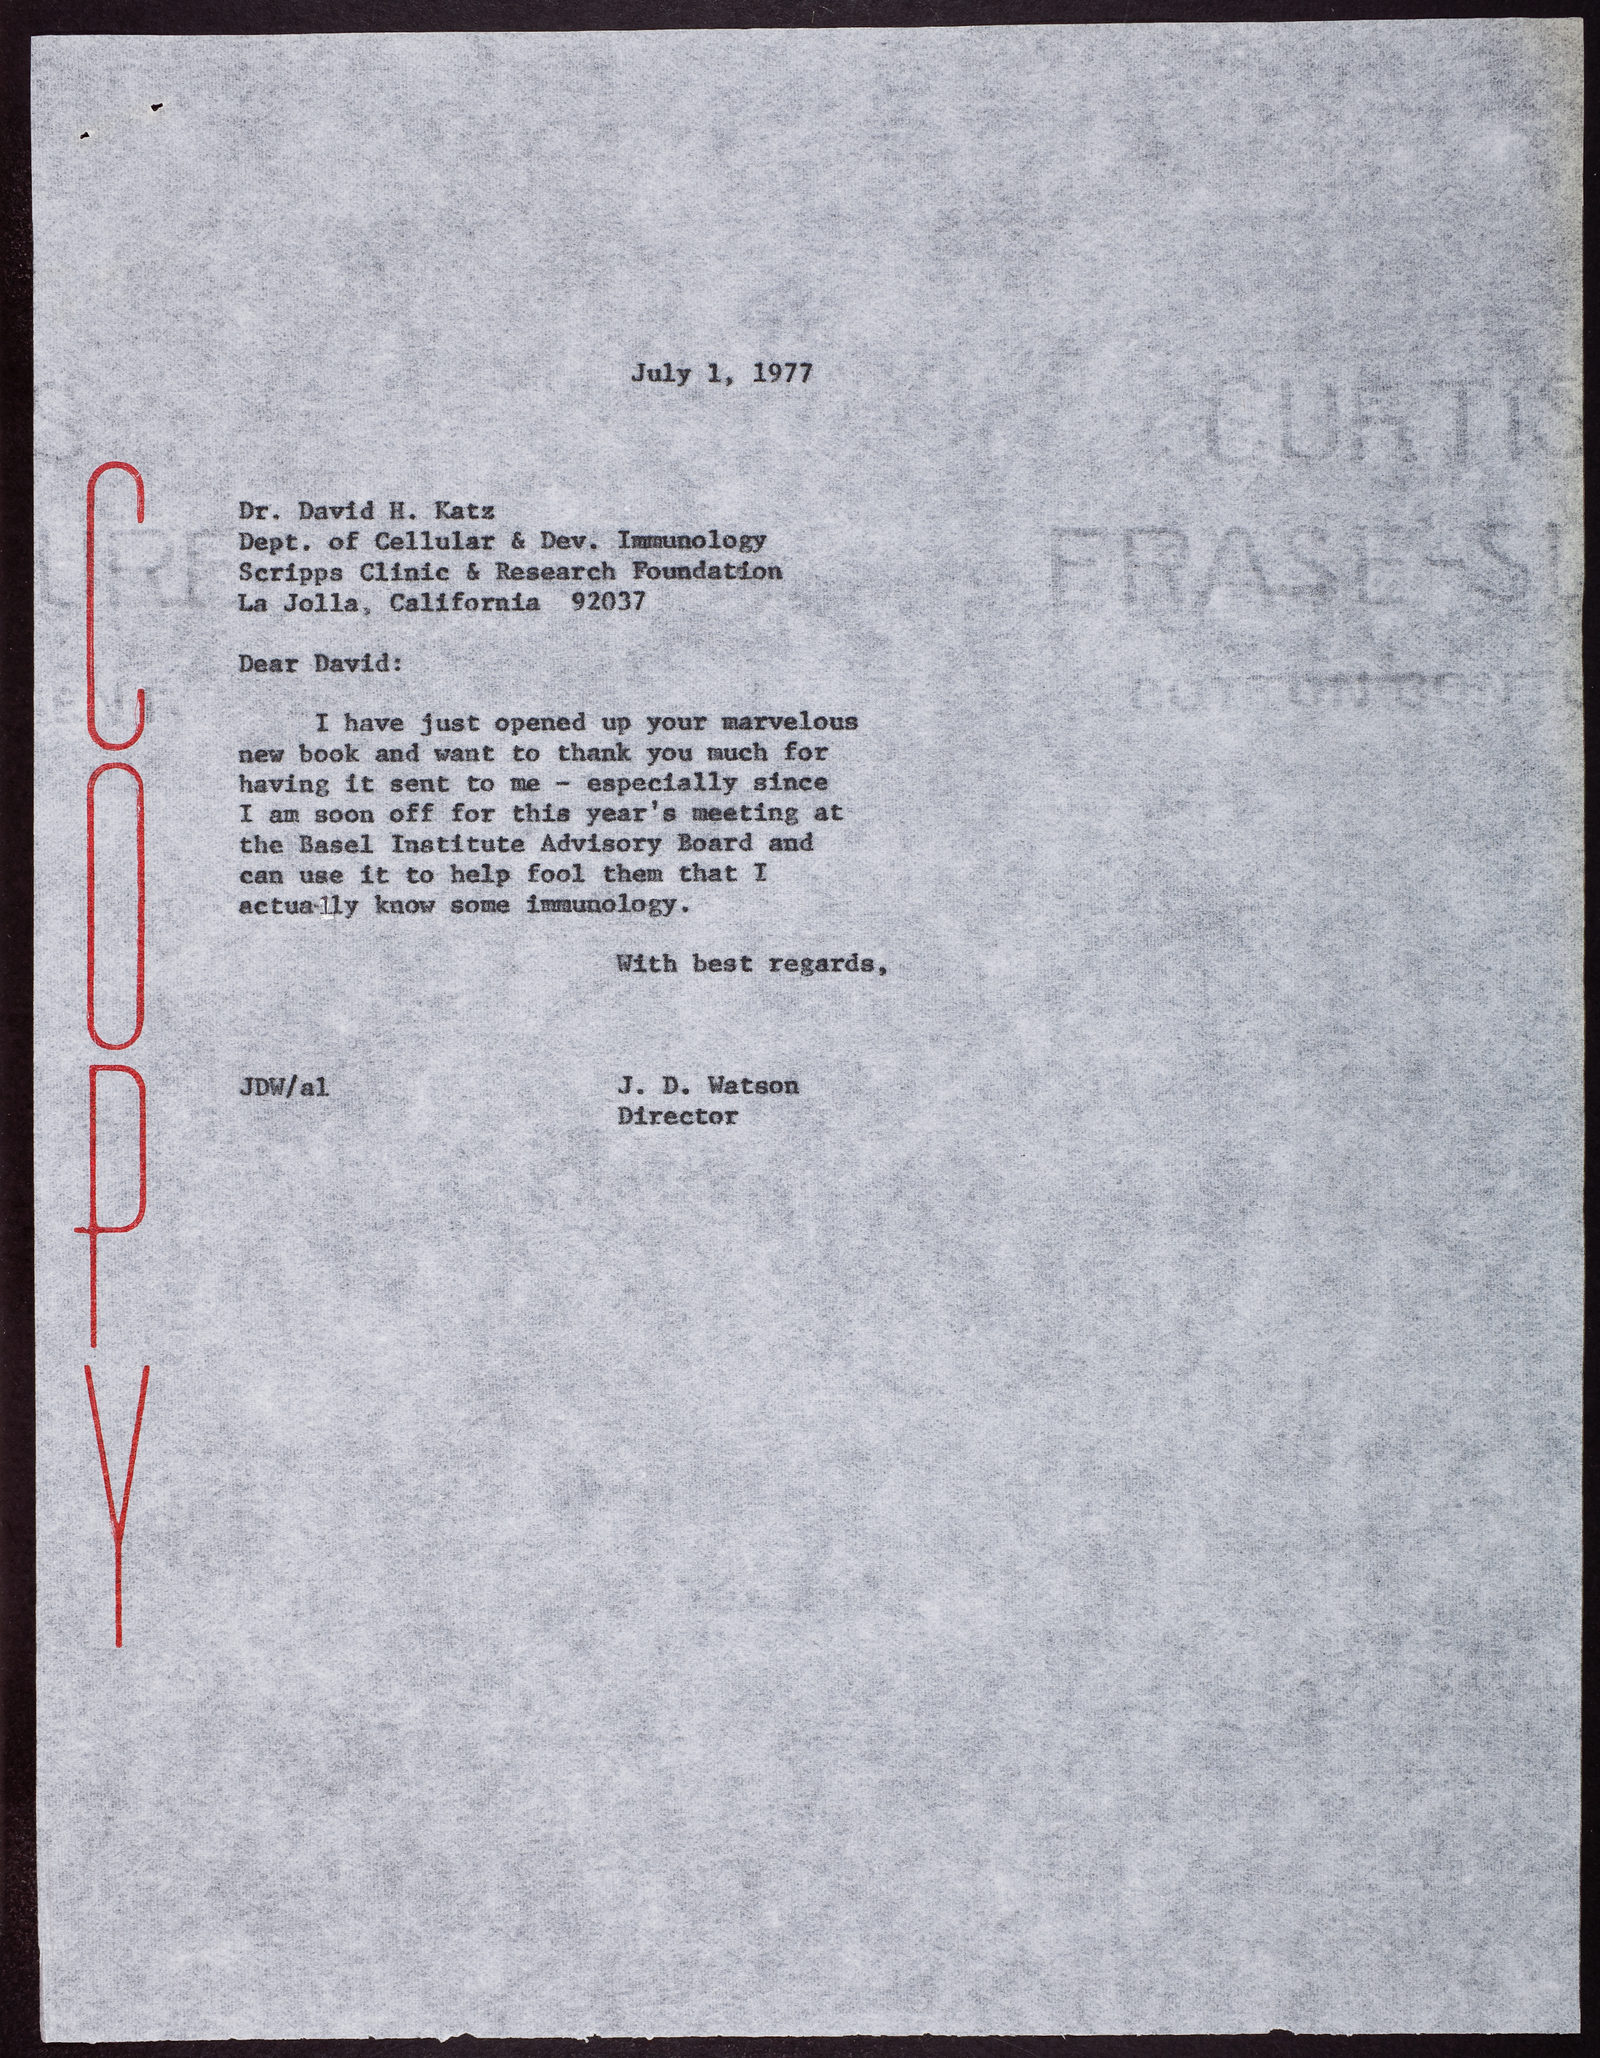 July 1, 1977
CURTIS
ERASE
COPY
Dr. David H. Katz
Dept. of Cellular & Dev. Immunology
Scripps Clinic & Research Foundation
La Jolla, California 92037
Dear David:
I have just opened up your marvelous
new book and want to thank you much for
having it sent to me - especially since
I am soon off for this year's meeting at
the Basel Institute Advisory Board and
can use it to help fool them that I
actually know some immunology.
With best regards,
JDW/al
J. D. Watson
Director